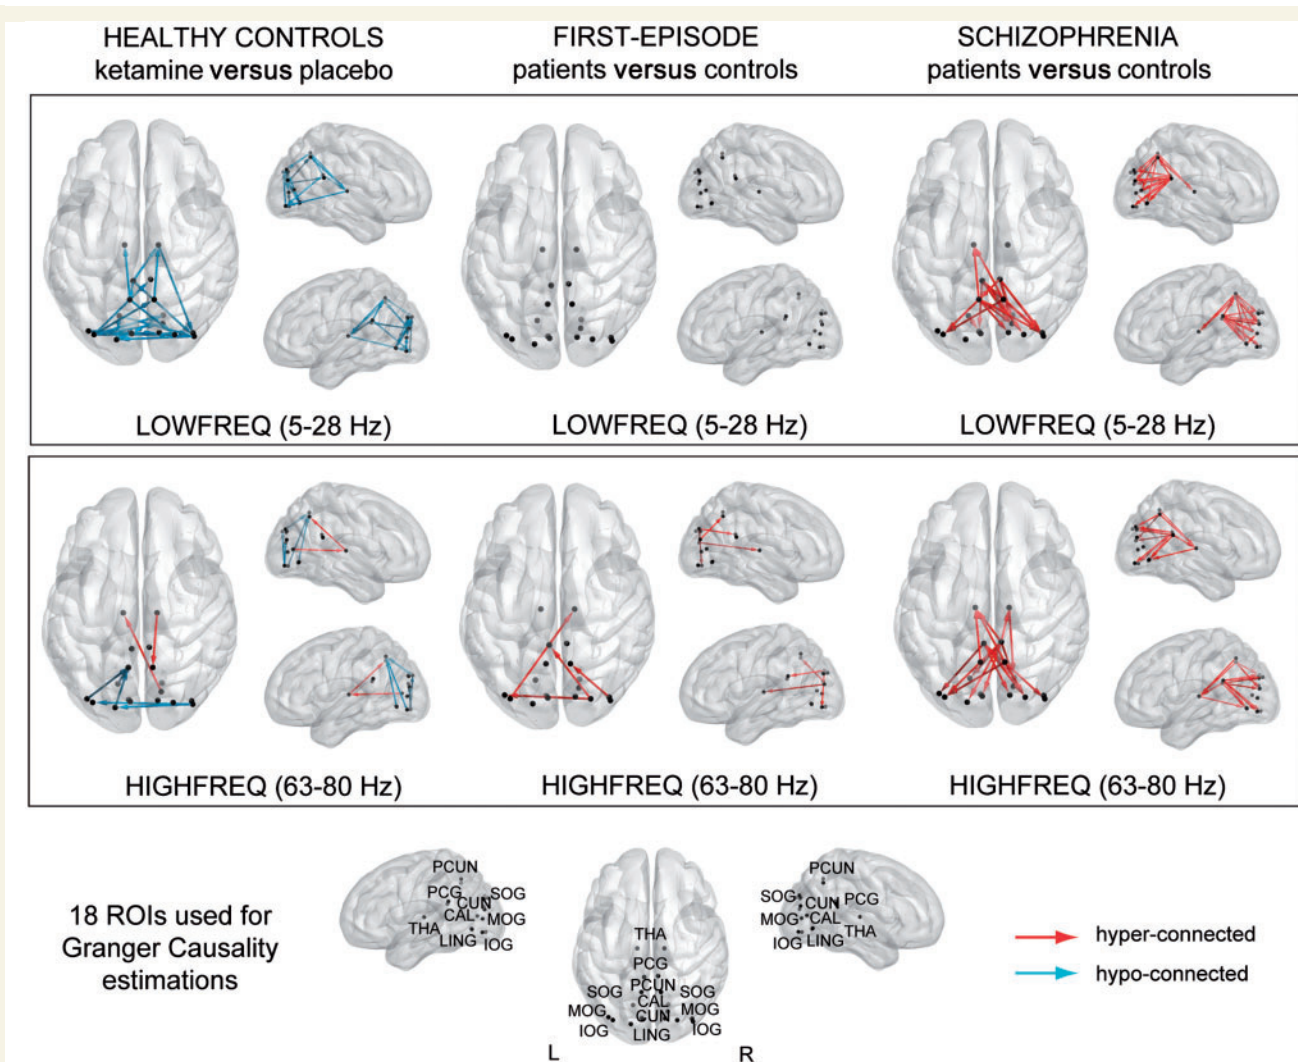 HEALTHY CONTROLS
ketamine versus placebo
FIRST-EPISODE
patients versus controls
SCHIZOPHRENIA
patients versus controls
LOWFREQ (5-28 Hz)
LOWFREQ (5-28 Hz)
LOWFREQ (5-28 Hz)
HIGHFREQ (63-80 Hz)
HIGHFREQ (63-80 Hz)
HIGHFREQ (63-80 Hz)
18 ROIs used for
Granger Causality
estimations
PCUN
PCG
SOG
CUN
CAL
MOG
THA
LING
IOG
THA
PCG
PCUN
SOG
SOG
CAL
MOG
MOG
CUN
IOG
IOG
LING
L
R
PCUN
SOG
CUN
PCG
MOG
CAL
IOG
LING
THA
hyper-connected
hypo-connected